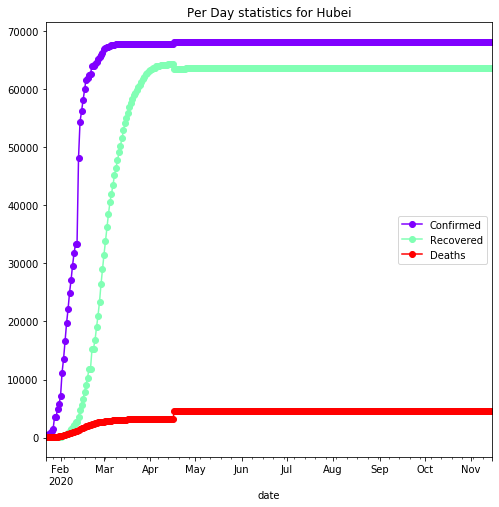 Per Day statistics for Hubei
70000
60000
50000
40000
30000
20000
10000
0
Confirmed
Recovered
Deaths
Feb Mar Apr May Jun Jul Aug Sep Oct Nov
2020
date